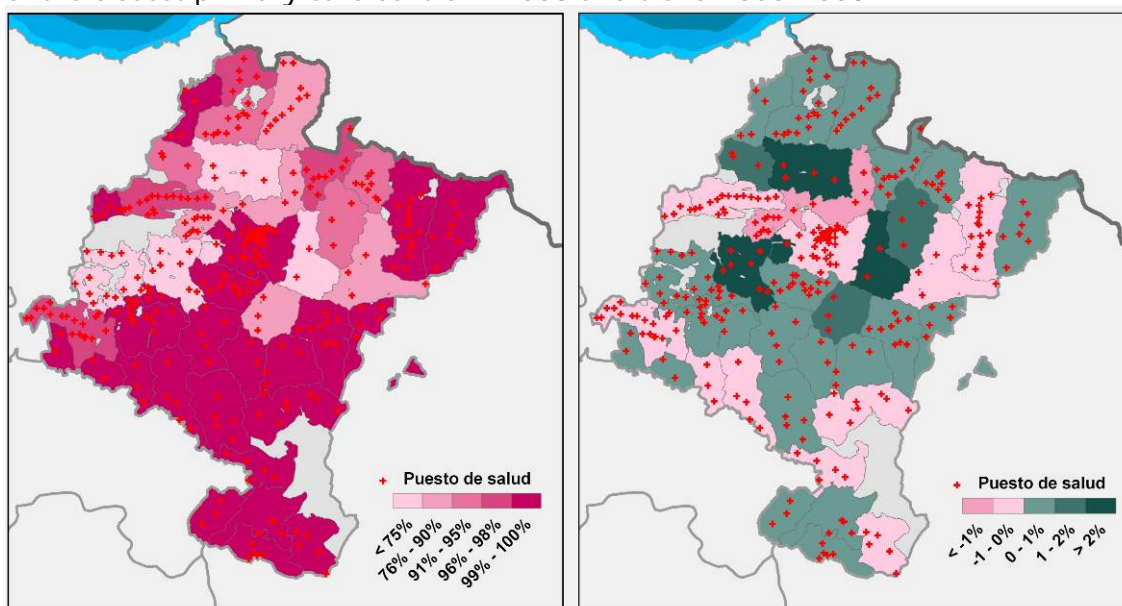 Puesto de salud
< 75%
76% - 90%
91% - 95%
96% - 98%
99% - 100%
Puesto de salud
< -1%
-1 - 0%
0 - 1%
1 - 2%
> 2%